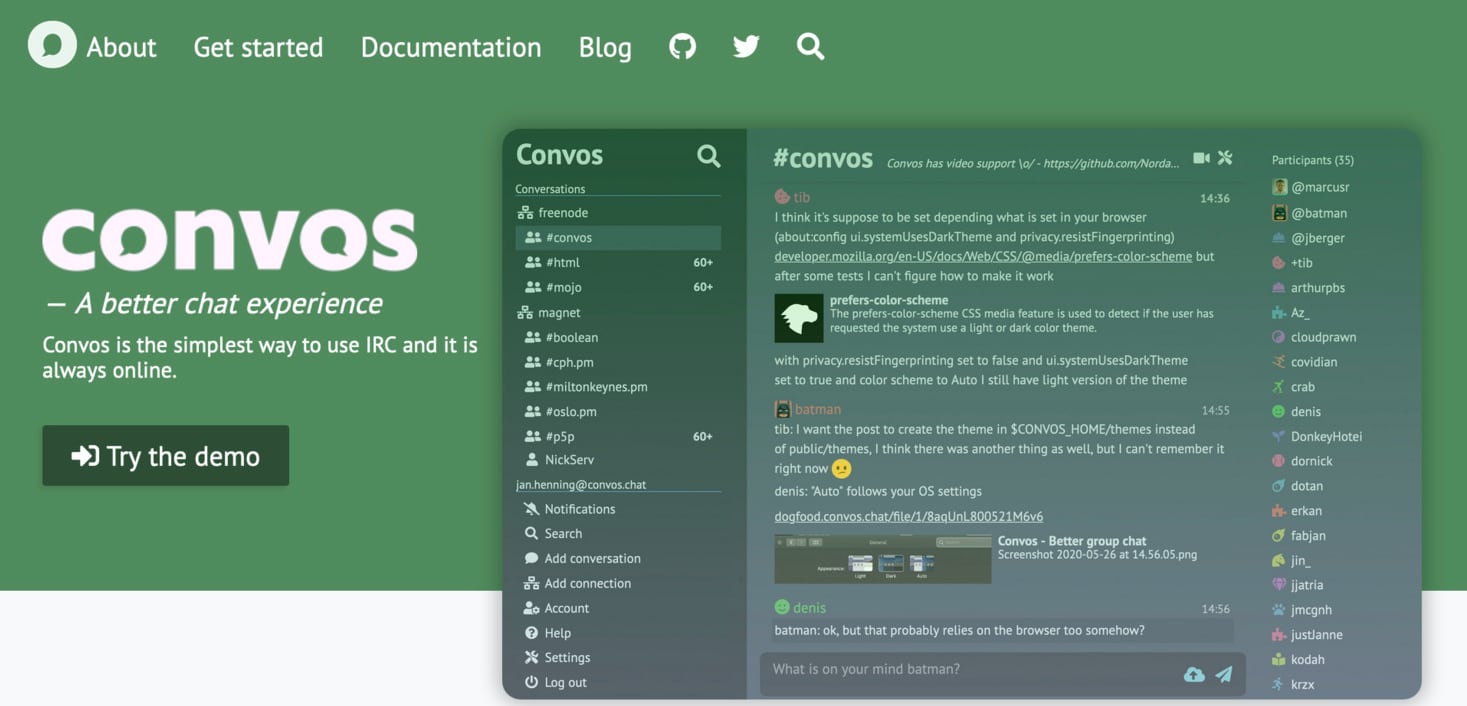 About Get started Documentation Blog
convos
— A better chat experience
Convos is the simplest way to use IRC and it is
always online.
Try the demo
Convos
Conversations
freenode
#convos
#html 60+
#mojo 60+
magnet
#boolean
#cph.pm
#miltonkeynes.pm
#oslo.pm
#p5p 60+
NickServ
jan.henning@convos.chat
Notifications
Search
Add conversation
Add connection
Account
Help
Settings
Log out
#convos Convos has video support \o/ - https://github.com/Norda...
tib 14:36
I think it's suppose to be set depending what is set in your browser
(about:config ui.systemUsesDarkTheme and privacy.resistFingerprinting)
developer.mozilla.org/en-US/docs/Web/CSS/@media/prefers-color-scheme but
after some tests I can't figure how to make it work
prefers-color-scheme
The prefers-color-scheme CSS media feature is used to detect if the user has
requested the system use a light or dark color theme.
with privacy.resistFingerprinting set to false and ui.systemUsesDarkTheme
set to true and color scheme to Auto I still have light version of the theme
batman 14:55
tib: I want the post to create the theme in $CONVOS_HOME/themes instead
of public/themes, I think there was another thing as well, but I can't remember it
right now
denis: "Auto" follows your OS settings
dogfood.convos.chat/file/1/8aqUnL800521M6v6
General
Appearance:
Light Dark Auto
Convos - Better group chat
Screenshot 2020-05-26 at 14.56.05.png
denis 14:56
batman: ok, but that probably relies on the browser too somehow?
What is on your mind batman?
Participants (35)
@marcusr
@batman
@jberger
+tib
arthurpbs
Az_
cloudprawn
covidian
crab
denis
DonkeyHotei
dornick
dotan
erkan
fabjan
jin_
jjatria
jmcgnh
justJanne
kodah
krzx